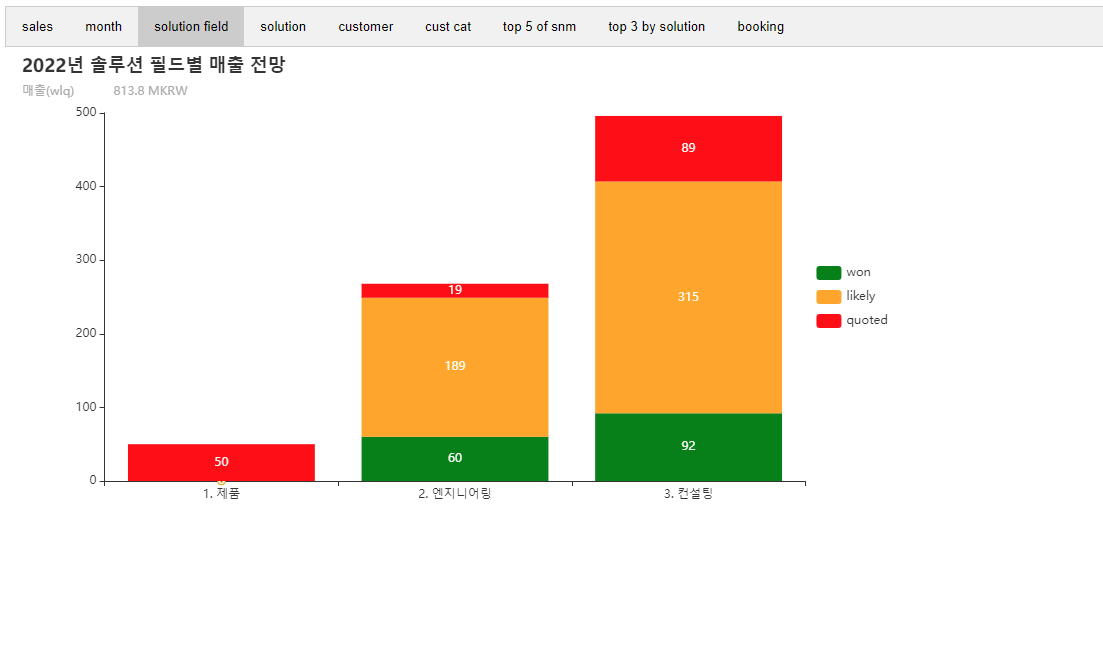 sales month solution field solution customer cust cat top 5 of snm top 3 by solution booking
2022년 솔루션 필드별 매출 전망
매출(wlq) 813.8 MKRW
500
400
300
200
100
0
50
19
189
60
89
315
92
1. 제품
2. 엔지니어링
3. 컨설팅
won
likely
quoted